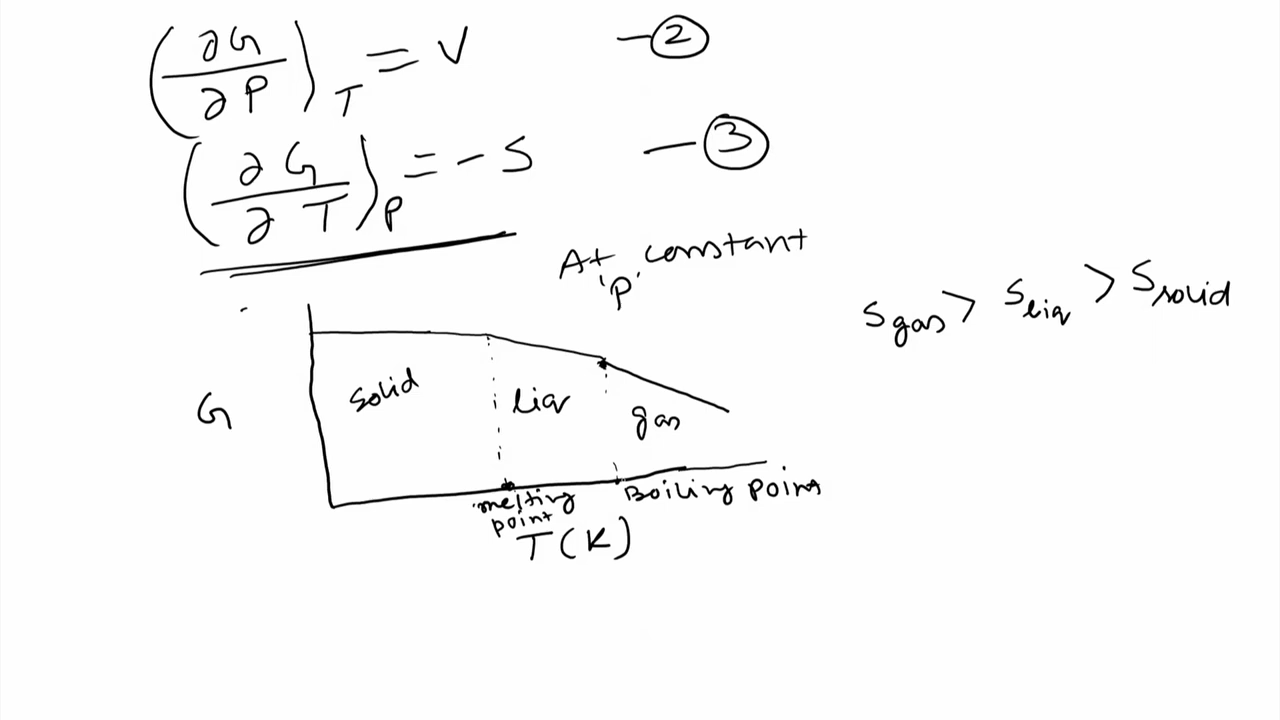 (∂G/∂P)_T = V —②
(∂G/∂T)_P = -S —③
At 'P' constant
S_gas > S_liq > S_solid
G
solid
liq
gas
melting point
Boiling point
T(K)